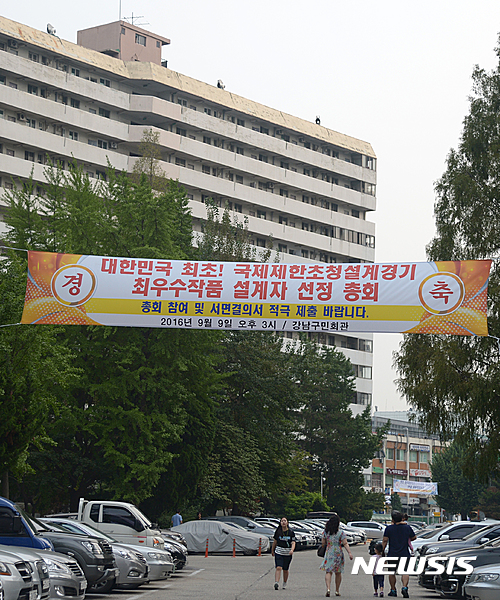 경
대한민국 최초! 국제제한초청설계경기
최우수작품 설계자 선정 총회
총회 참여 및 서면결의서 적극 제출 바랍니다.
2016년 9월 9일 오후 3시 / 강남구민회관
축
NEWSIS